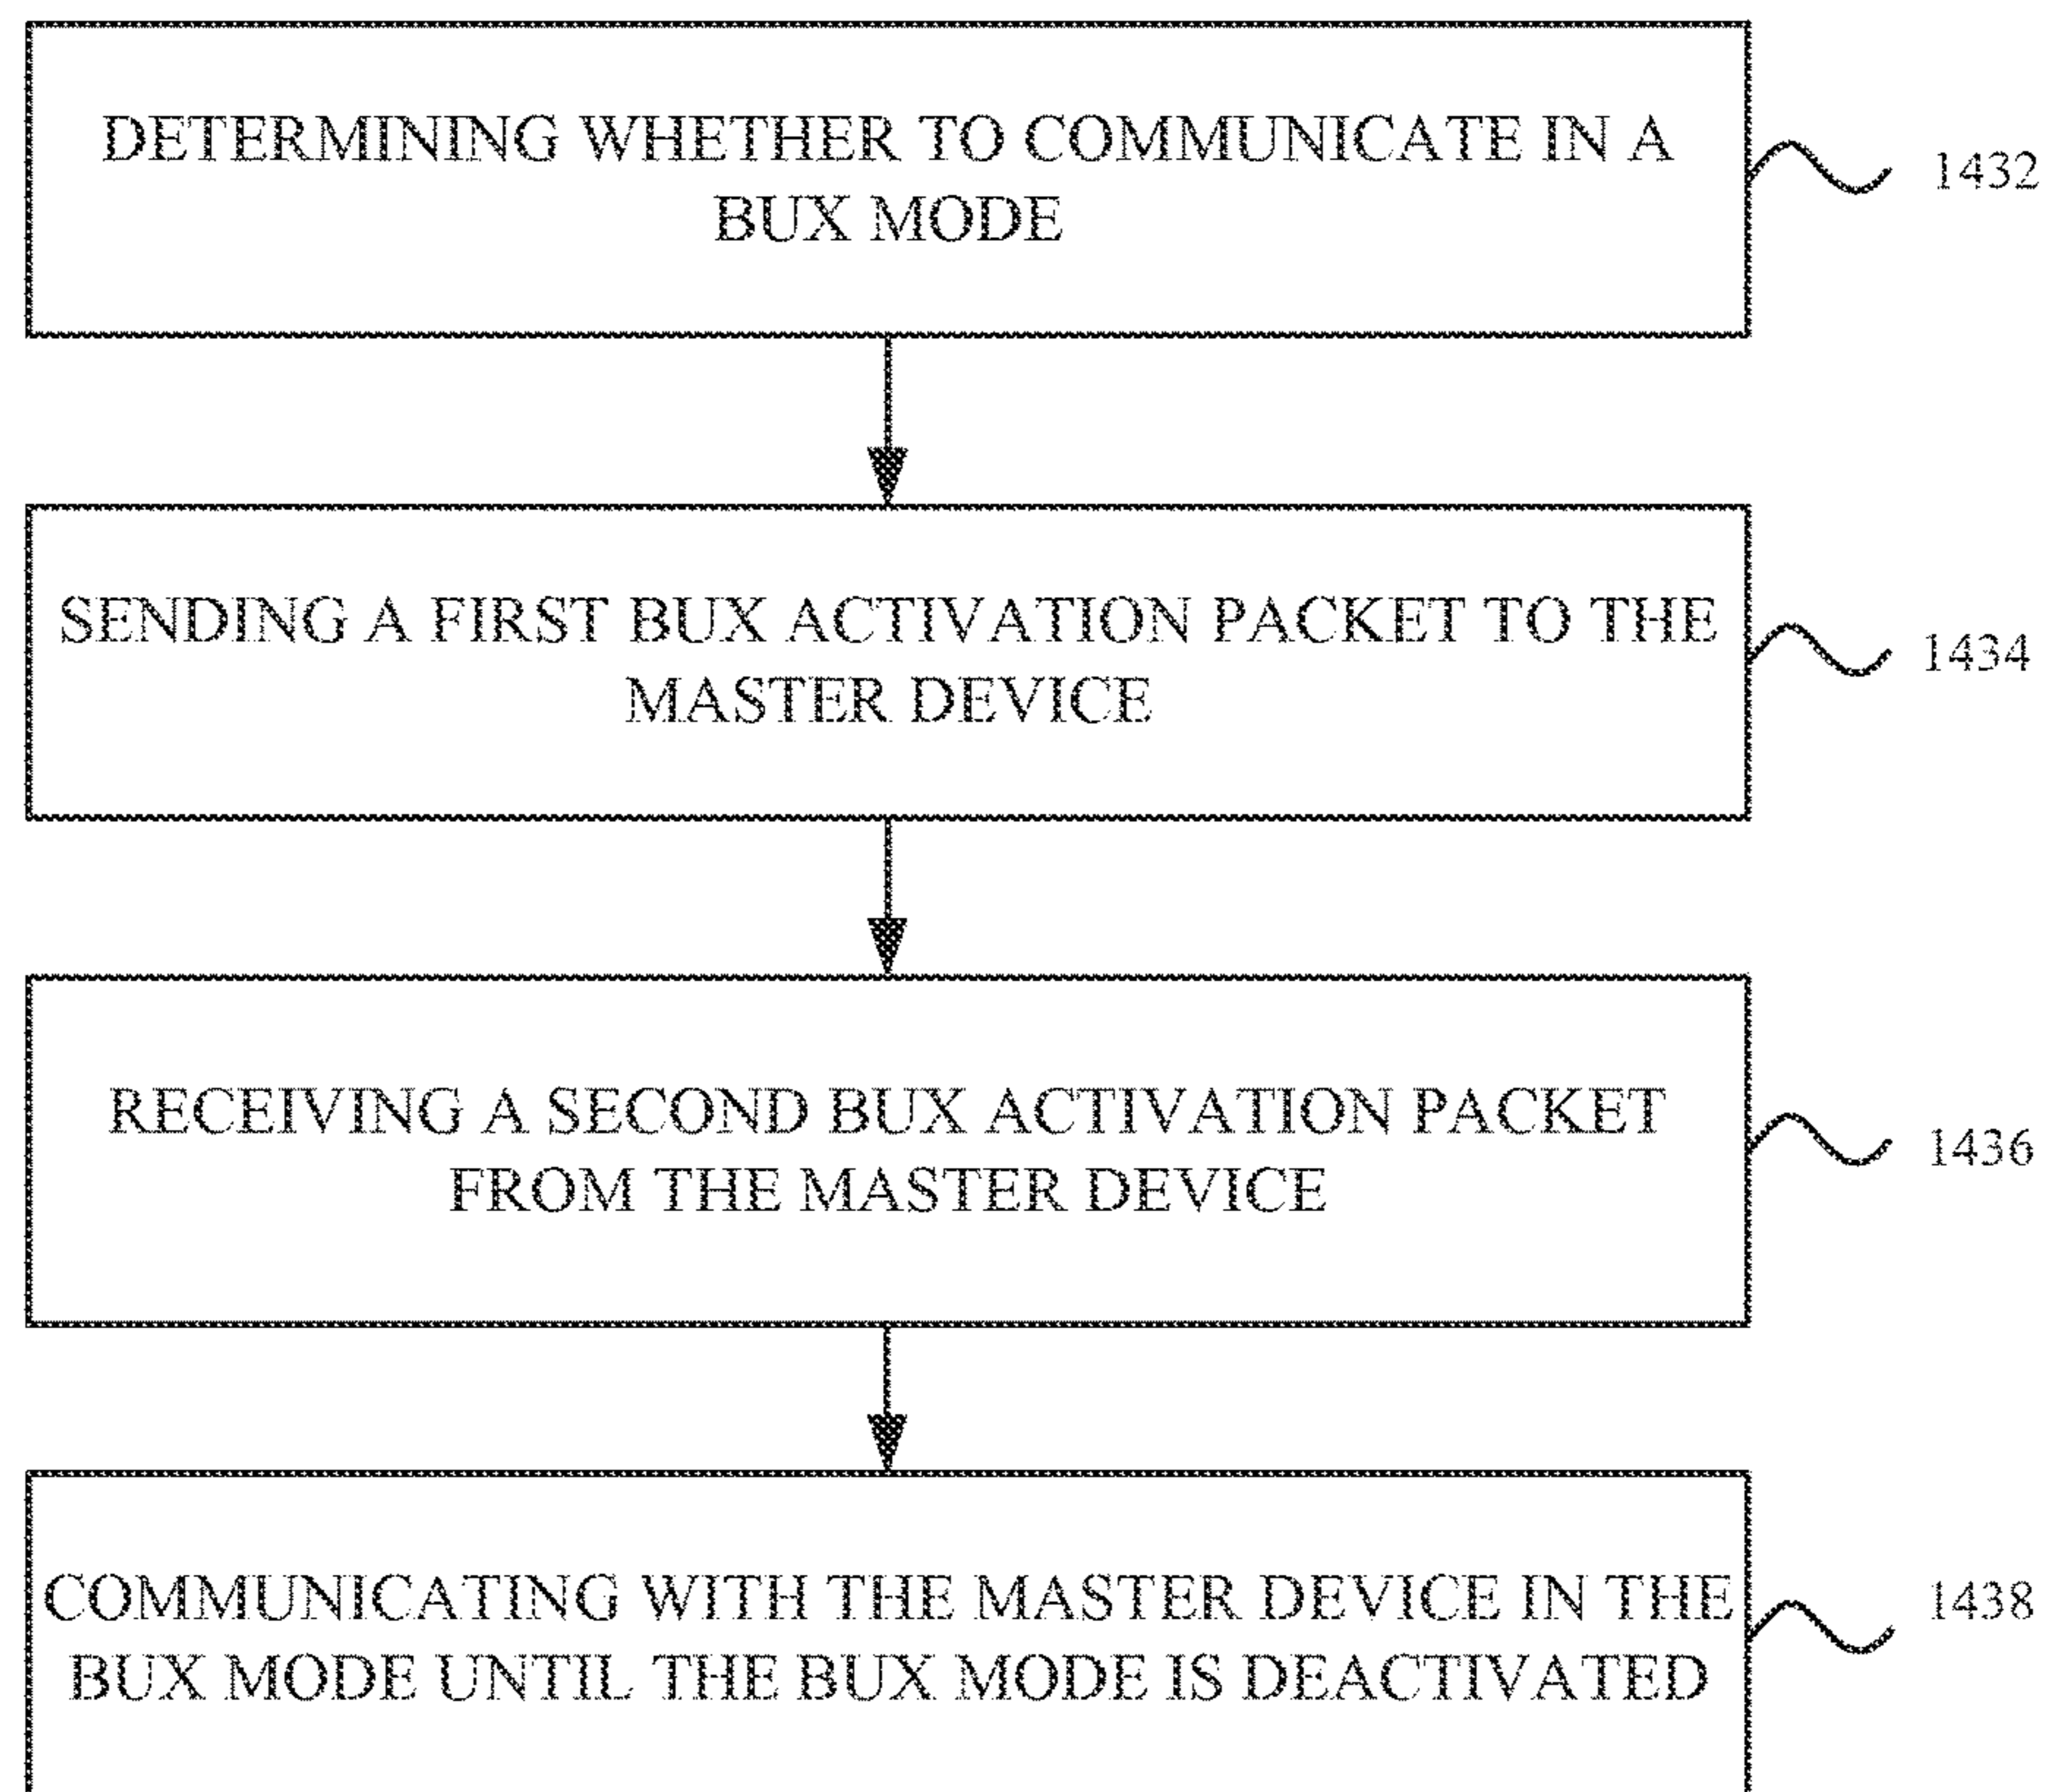 DETERMINING WHETHER TO COMMUNICATE IN A
BUX MODE
1432
SENDING A FIRST BUX ACTIVATION PACKET TO THE
MASTER DEVICE
1434
RECEIVING A SECOND BUX ACTIVATION PACKET
FROM THE MASTER DEVICE
1436
COMMUNICATING WITH THE MASTER DEVICE IN THE
BUX MODE UNTIL THE BUX MODE IS DEACTIVATED
1438